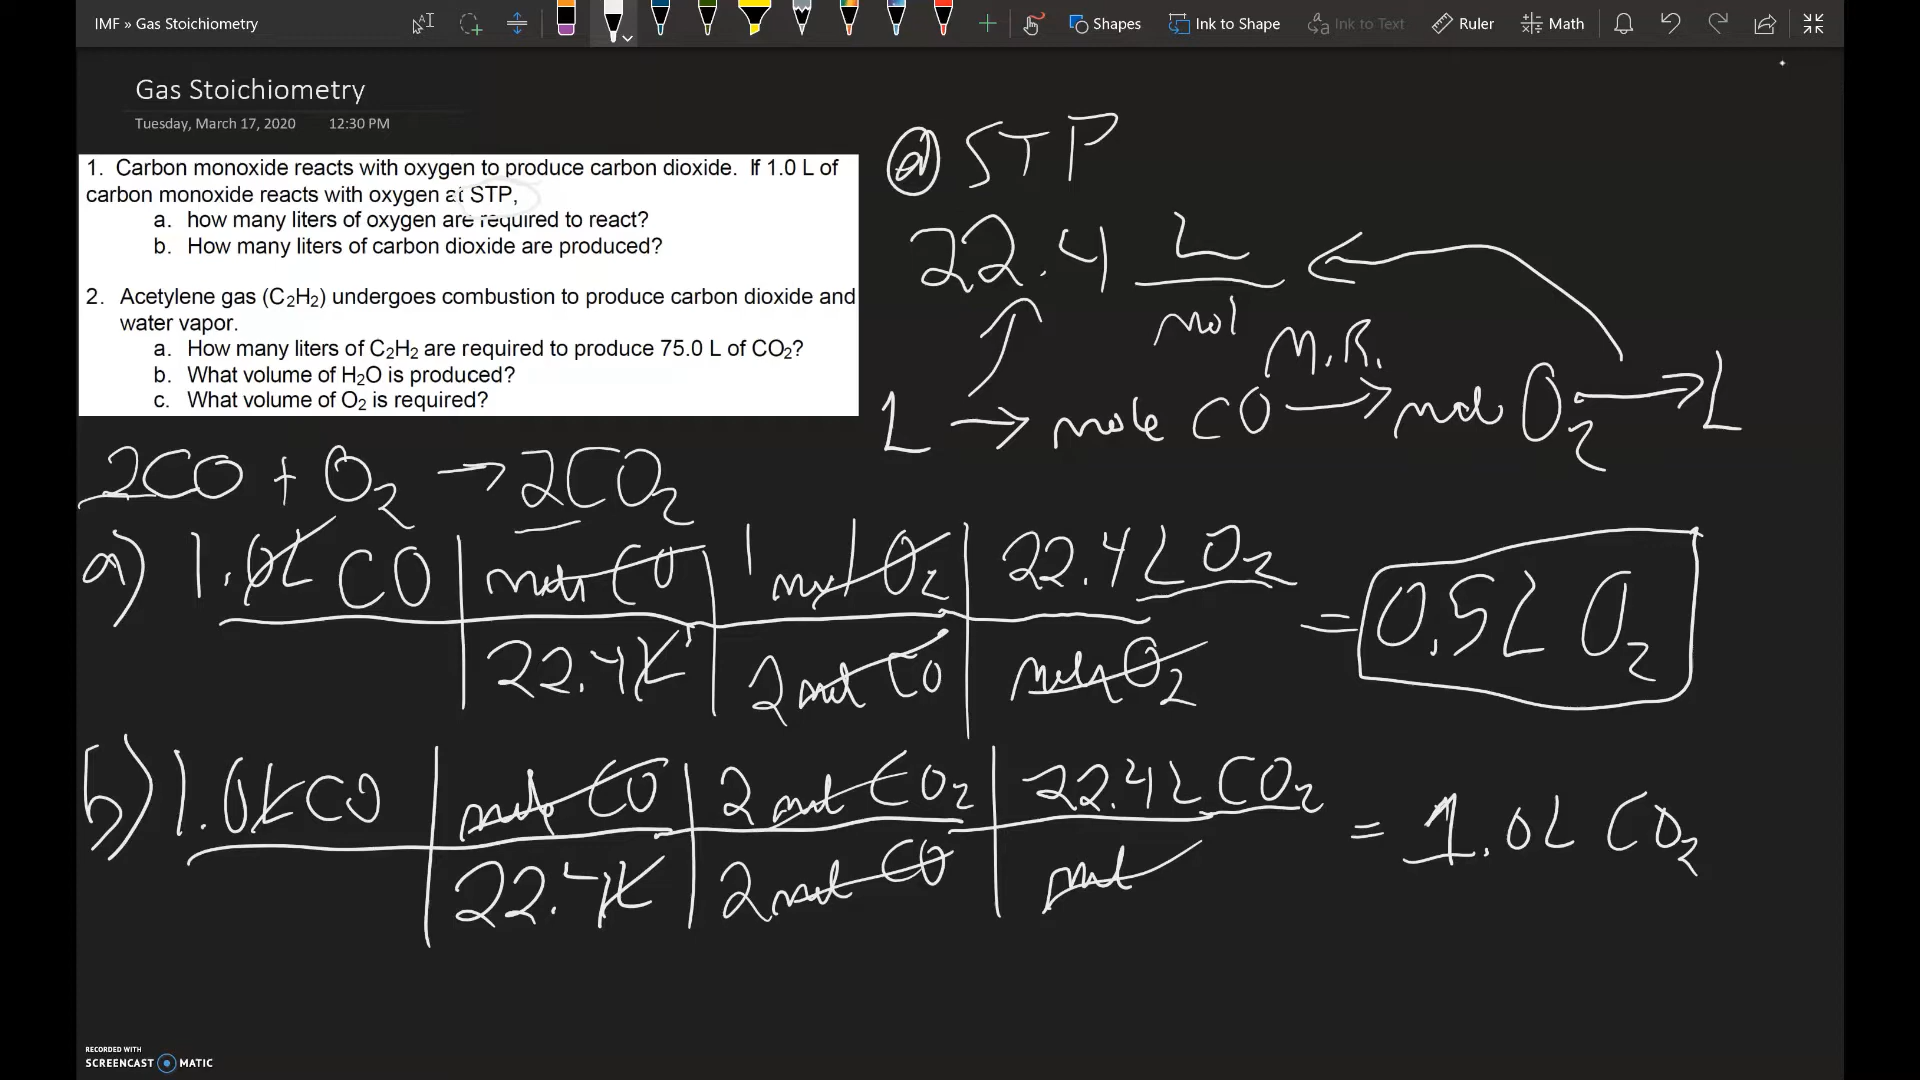 IMF » Gas Stoichiometry
Shapes
Ink to Shape
Ink to Text
Ruler
Math
Gas Stoichiometry
Tuesday, March 17, 2020 12:30 PM
1. Carbon monoxide reacts with oxygen to produce carbon dioxide. If 1.0 L of
carbon monoxide reacts with oxygen at STP,
a. how many liters of oxygen are required to react?
b. How many liters of carbon dioxide are produced?
2. Acetylene gas (C₂H₂) undergoes combustion to produce carbon dioxide and
water vapor.
a. How many liters of C₂H₂ are required to produce 75.0 L of CO₂?
b. What volume of H₂O is produced?
c. What volume of O₂ is required?
@ STP
22.4 L
mol
M.R.
L → mole CO → mole O₂ → L
2CO + O₂ → 2CO₂
a) 1.0L CO | mole CO | 1 mol O₂ | 22.4 L O₂
22.4L | 2 mol CO | mole O₂
= 0.5L O₂
b) 1.0L CO | mole CO | 2 mol CO₂ | 22.4L CO₂
22.4L | 2 mol CO | mol
= 1.0L CO₂
RECORDED WITH
SCREENCAST MATIC